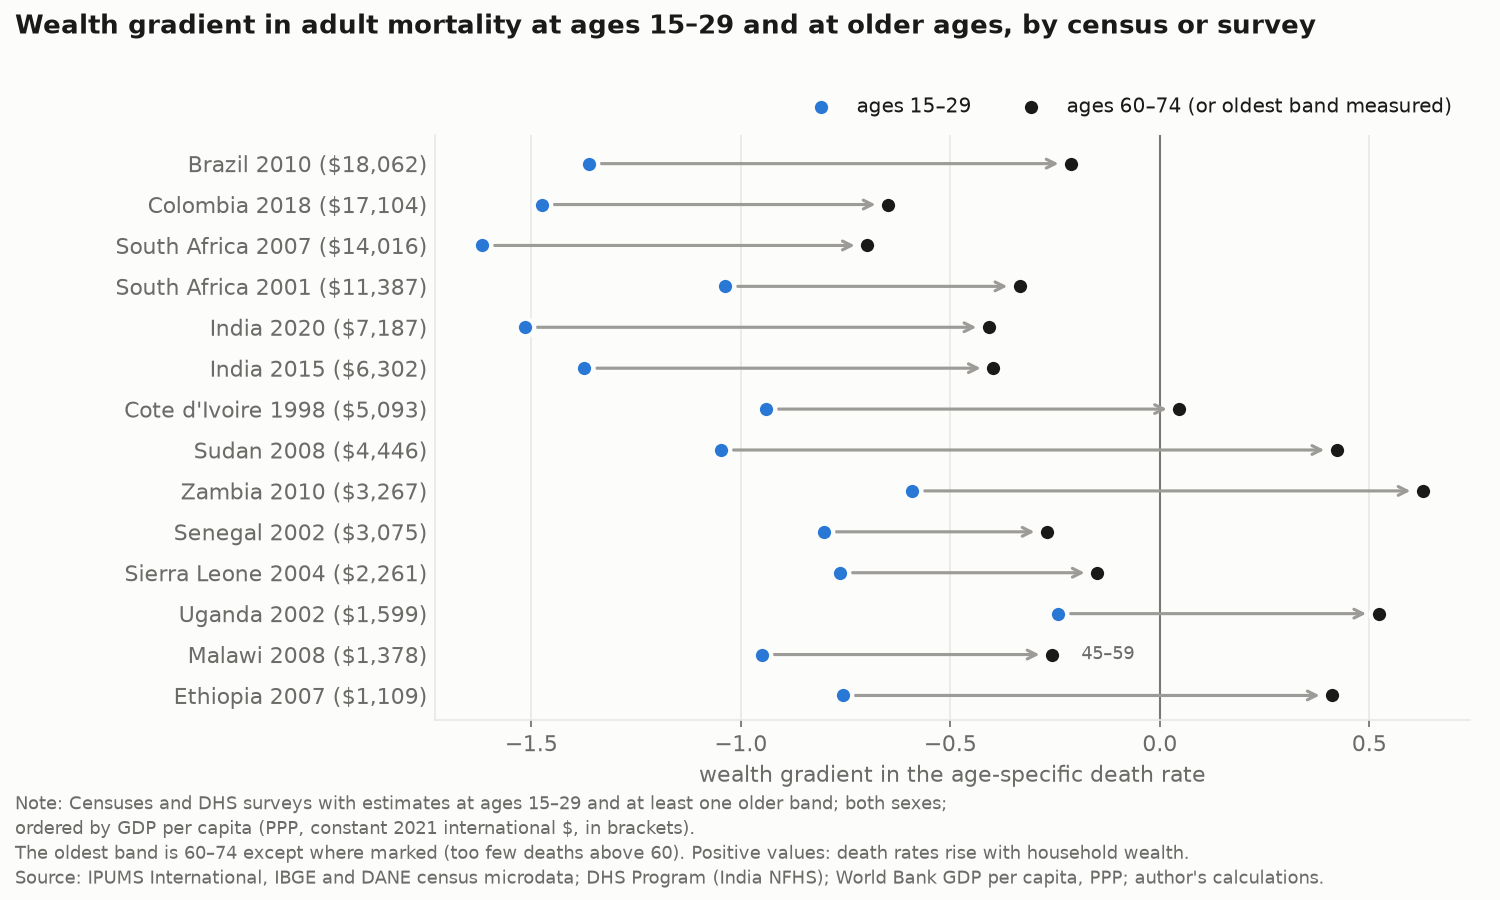 Wealth gradient in adult mortality at ages 15–29 and at older ages, by census or survey
ages 15–29
ages 60–74 (or oldest band measured)
Brazil 2010 ($18,062)
Colombia 2018 ($17,104)
South Africa 2007 ($14,016)
South Africa 2001 ($11,387)
India 2020 ($7,187)
India 2015 ($6,302)
Cote d'Ivoire 1998 ($5,093)
Sudan 2008 ($4,446)
Zambia 2010 ($3,267)
Senegal 2002 ($3,075)
Sierra Leone 2004 ($2,261)
Uganda 2002 ($1,599)
Malawi 2008 ($1,378)
45–59
Ethiopia 2007 ($1,109)
−1.5
−1.0
−0.5
0.0
0.5
wealth gradient in the age-specific death rate
Note: Censuses and DHS surveys with estimates at ages 15–29 and at least one older band; both sexes;
ordered by GDP per capita (PPP, constant 2021 international $, in brackets).
The oldest band is 60–74 except where marked (too few deaths above 60). Positive values: death rates rise with household wealth.
Source: IPUMS International, IBGE and DANE census microdata; DHS Program (India NFHS); World Bank GDP per capita, PPP; author's calculations.